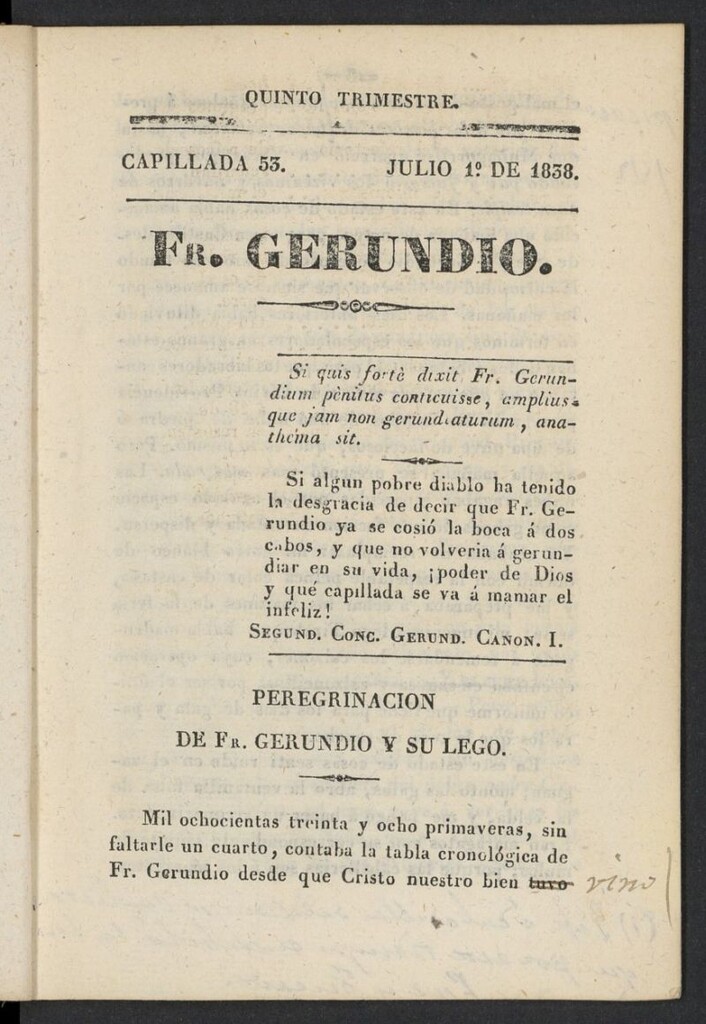 QUINTO TRIMESTRE.
CAPILLADA 53. JULIO 1º DE 1838.
FR. GERUNDIO.
Si quis fortè dixit Fr. Gerun-
dium pènitus conticuisse, amplius-
que jam non gerundiaturum, ana-
thema sit.
Si algun pobre diablo ha tenido
la desgracia de decir que Fr. Ge-
rundio ya se cosió la boca á dos
cabos, y que no volveria á gerun-
diar en su vida, ¡poder de Dios
y qué capillada se va á mamar el
infeliz!
SEGUND. CONC. GERUND. CANON. I.
PEREGRINACION
DE FR. GERUNDIO Y SU LEGO.
Mil ochocientas treinta y ocho primaveras, sin
faltarle un cuarto, contaba la tabla cronológica de
Fr. Gerundio desde que Cristo nuestro bien tuvo vino